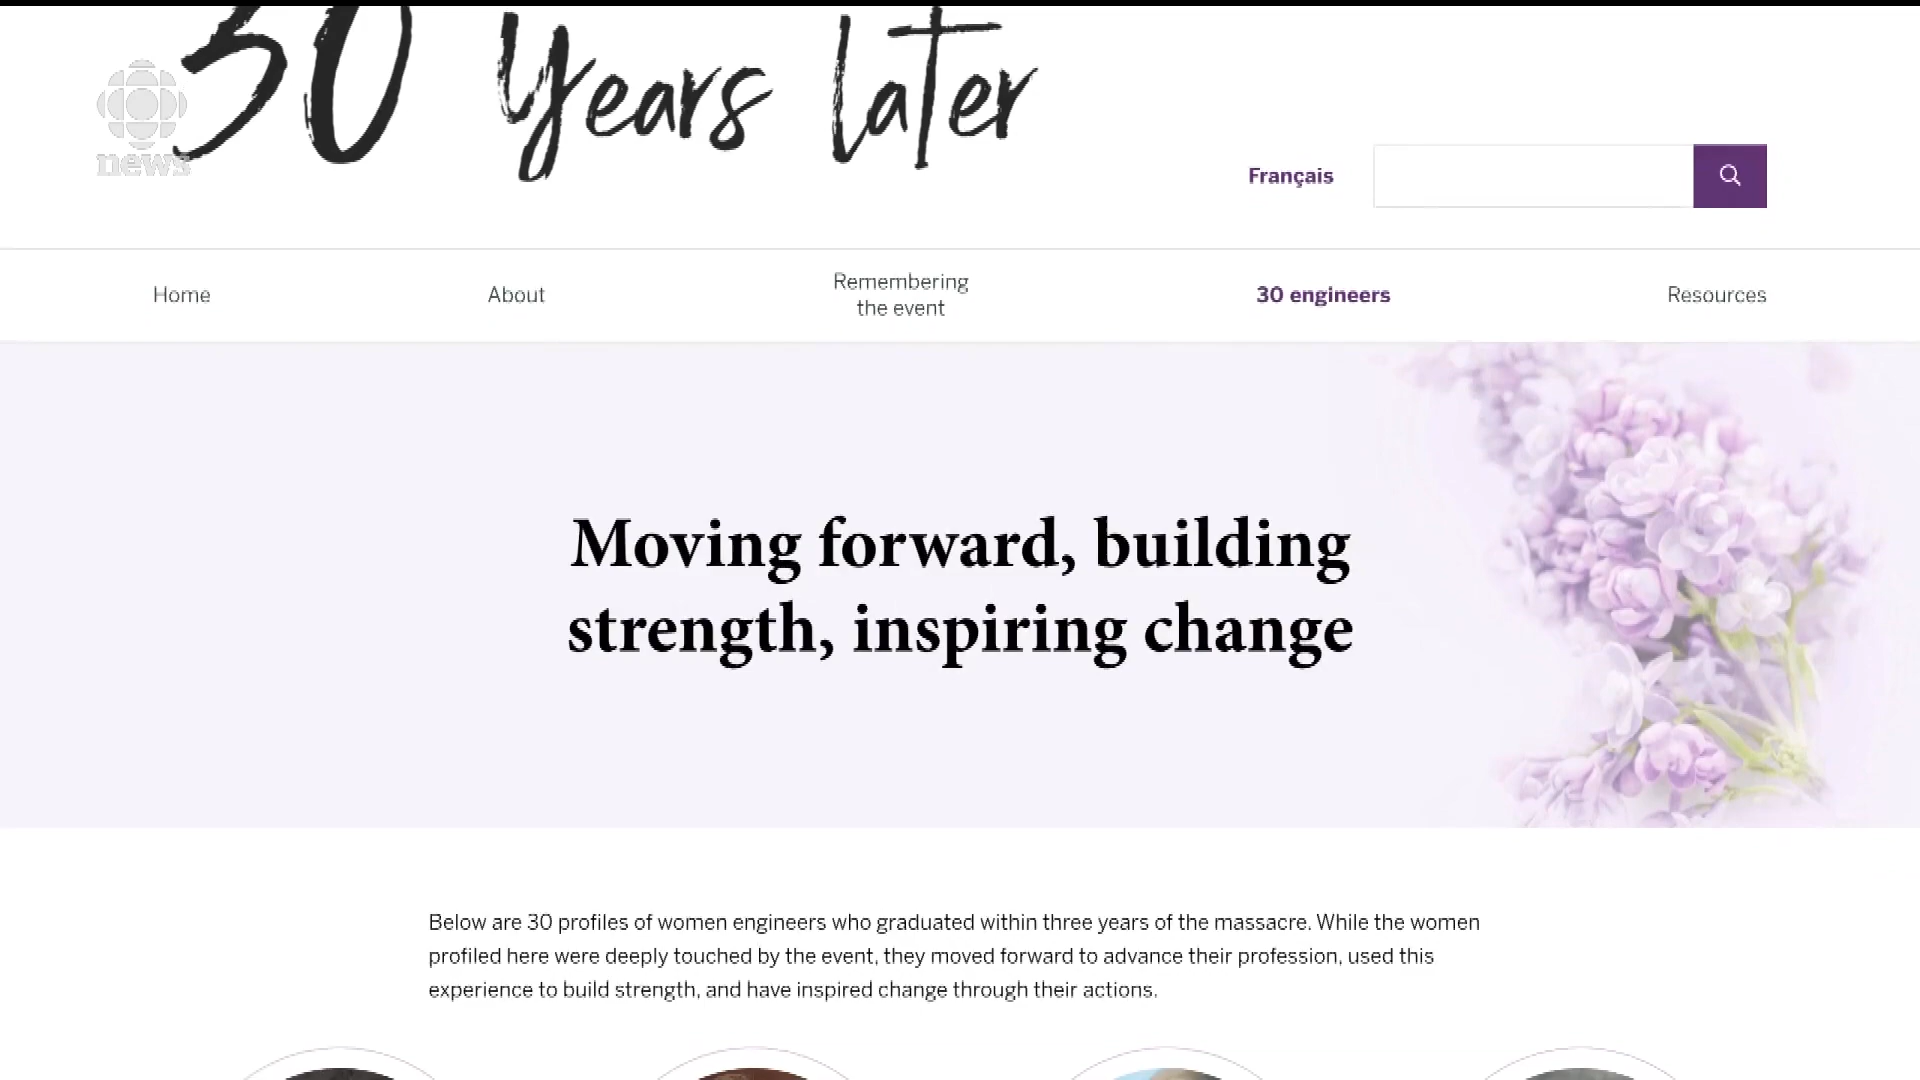 30 Years Later
news
Français
Home
About
Remembering
the event
30 engineers
Resources
Moving forward, building
strength, inspiring change
Below are 30 profiles of women engineers who graduated within three years of the massacre. While the women
profiled here were deeply touched by the event, they moved forward to advance their profession, used this
experience to build strength, and have inspired change through their actions.